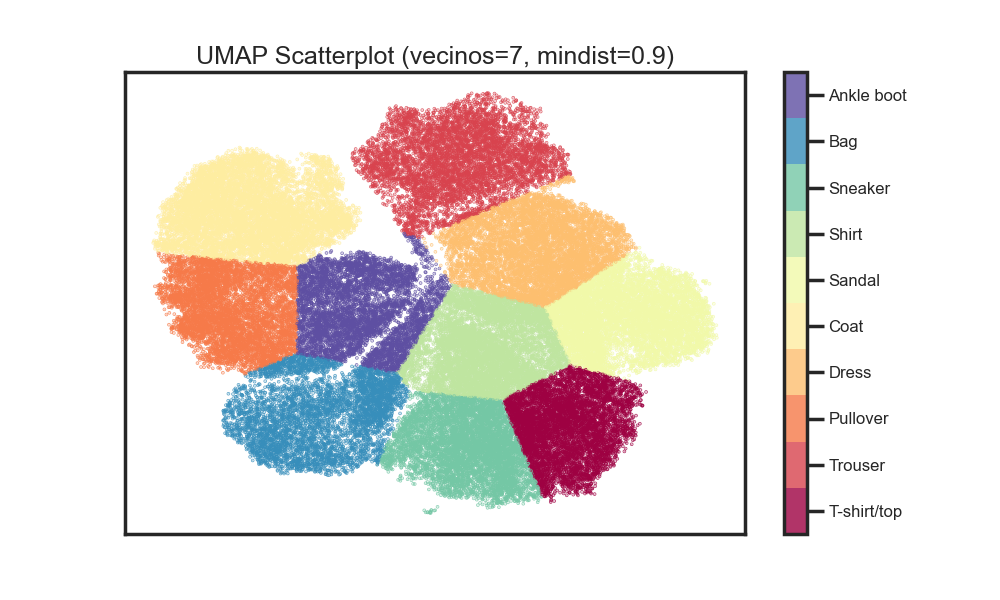 UMAP Scatterplot (vecinos=7, mindist=0.9)
Ankle boot
Bag
Sneaker
Shirt
Sandal
Coat
Dress
Pullover
Trouser
T-shirt/top